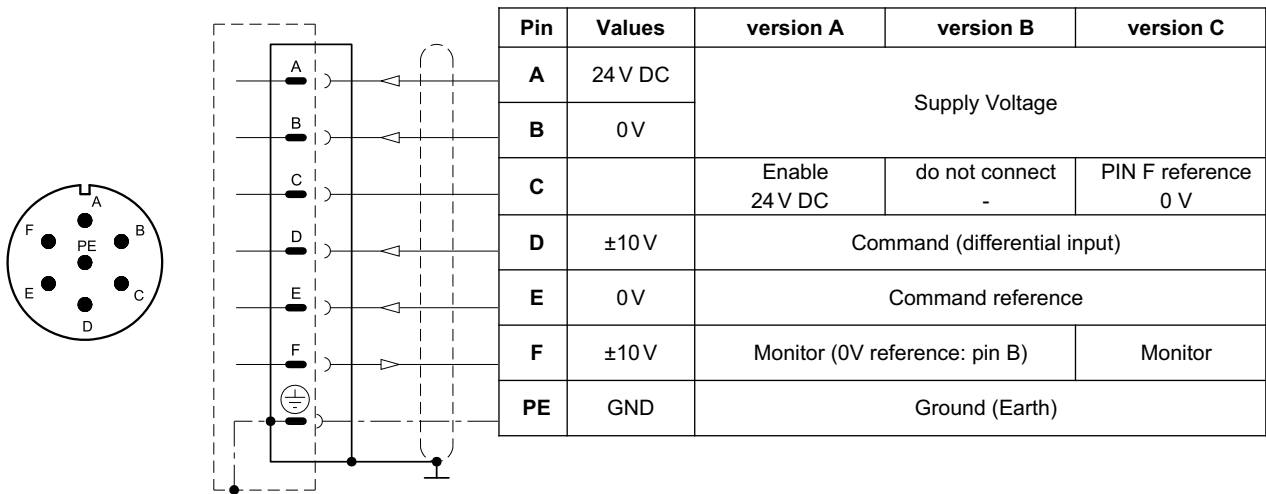 A
B
C
D
E
F
PE
A
B
C
D
E
F
Pin Values version A version B version C
A 24 V DC
Supply Voltage
B 0 V
C Enable do not connect PIN F reference
24 V DC - 0 V
D ±10 V Command (differential input)
E 0 V Command reference
F ±10 V Monitor (0V reference: pin B) Monitor
PE GND Ground (Earth)